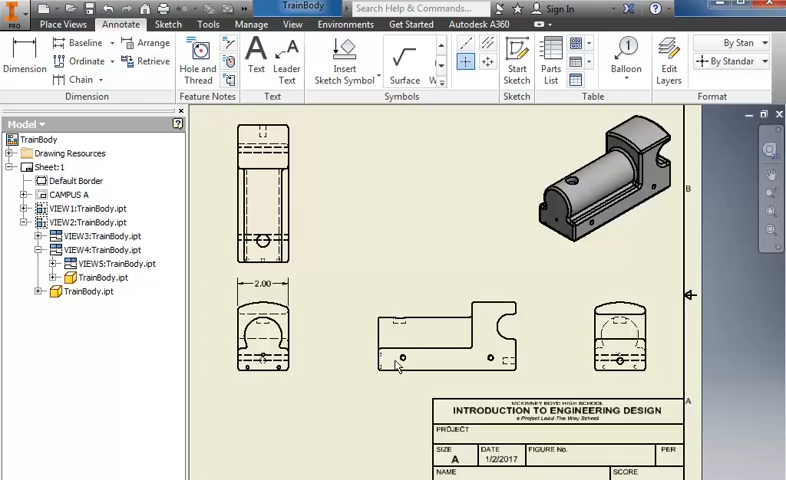 TrainBody
Search Help & Commands...
Sign In
PRO
Place Views
Annotate
Sketch
Tools
Manage
View
Environments
Get Started
Autodesk A360
Dimension
Baseline
Ordinate
Chain
Arrange
Retrieve
Dimension
Hole and
Thread
Feature Notes
Text
Leader
Text
Text
Insert
Sketch Symbol
Surface
Symbols
Start
Sketch
Sketch
Parts
List
Balloon
Table
Edit
Layers
By Stan
By Standar
Format
Model
TrainBody
Drawing Resources
Sheet:1
Default Border
CAMPUS A
VIEW1:TrainBody.ipt
VIEW2:TrainBody.ipt
VIEW3:TrainBody.ipt
VIEW4:TrainBody.ipt
VIEW5:TrainBody.ipt
TrainBody.ipt
TrainBody.ipt
2.00
B
A
MCKINNEY BOYD HIGH SCHOOL
INTRODUCTION TO ENGINEERING DESIGN
a Project Lead The Way School
PROJECT
SIZE
A
DATE
1/2/2017
FIGURE No.
PER
NAME
SCORE